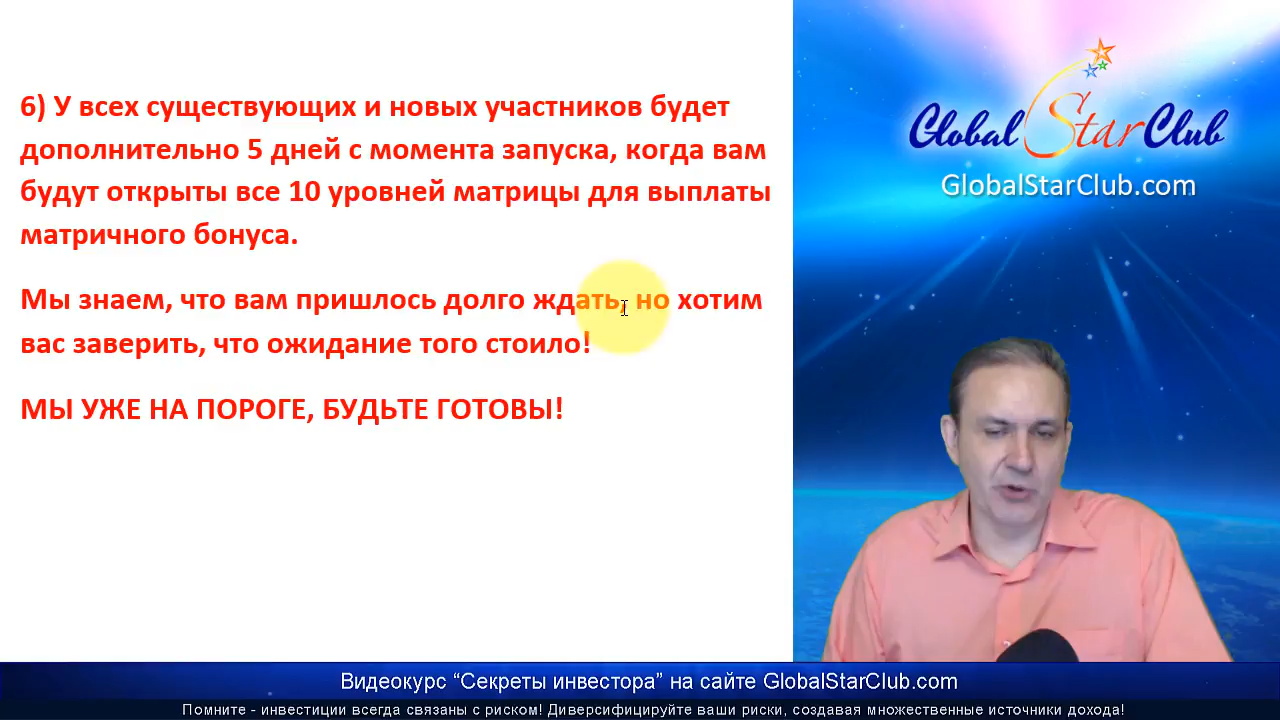 6) У всех существующих и новых участников будет
дополнительно 5 дней с момента запуска, когда вам
будут открыты все 10 уровней матрицы для выплаты
матричного бонуса.
Мы знаем, что вам пришлось долго ждать, но хотим
вас заверить, что ожидание того стоило!
МЫ УЖЕ НА ПОРОГЕ, БУДЬТЕ ГОТОВЫ!
Global Star Club
GlobalStarClub.com
Видеокурс “Секреты инвестора” на сайте GlobalStarClub.com
Помните - инвестиции всегда связаны с риском! Диверсифицируйте ваши риски, создавая множественные источники дохода!